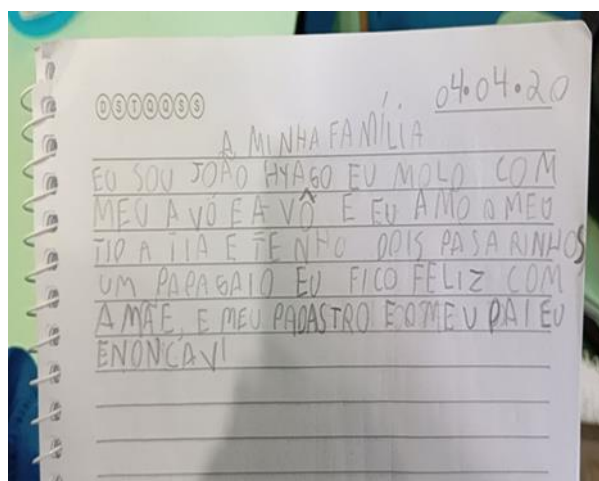 DSTQQSS
04.04.20
A MINHA FAMÍLIA
EU SOU JOÃO HYAGO EU MOLO COM
MEU AVÓ E A VÔ E EU AMO O MEU
TIO A TIA E TENHO DOIS PASARINHOS
UM PAPAGAIO EU FICO FELIZ COM
A MÃE, E MEU PADASTRO E O MEU PAI EU
ENONCAVI